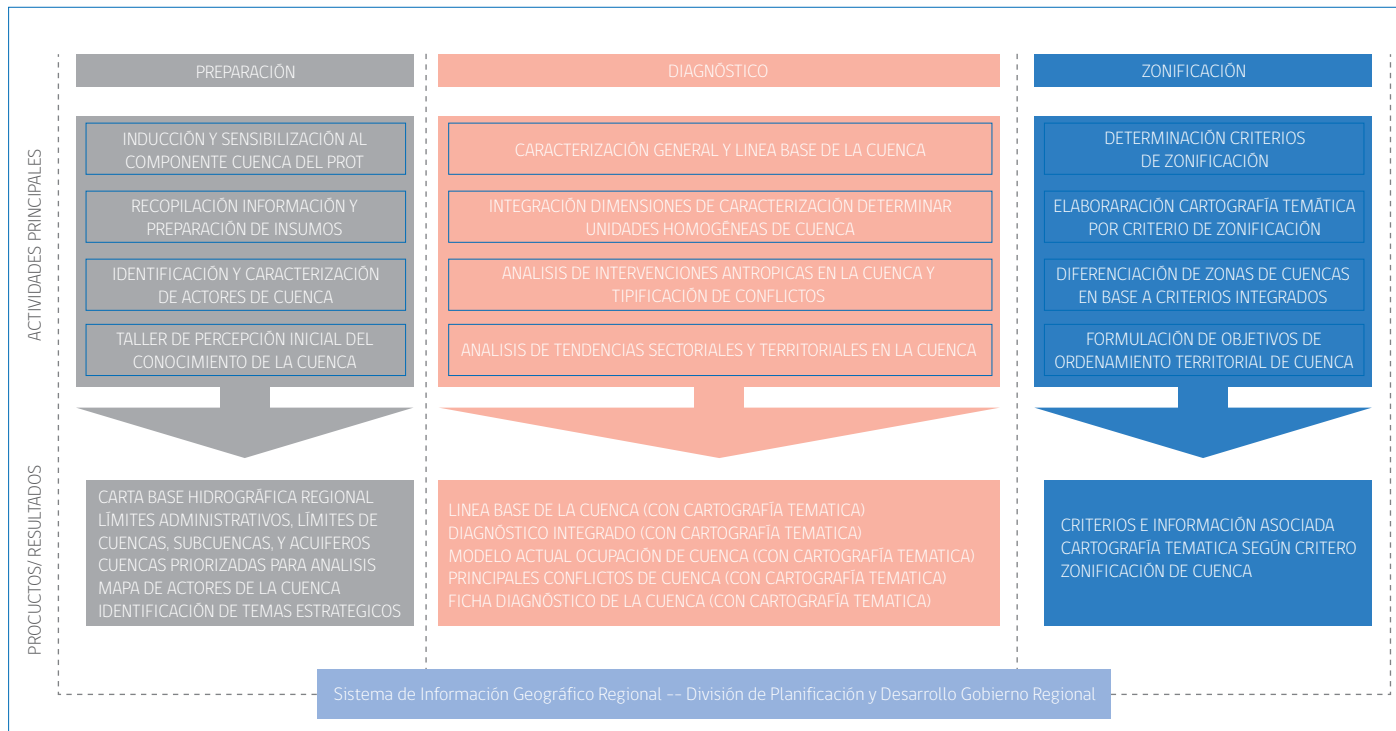 PREPARACIÓN
DIAGNÓSTICO
ZONIFICACIÓN
ACTIVIDADES PRINCIPALES
INDUCCIÓN Y SENSIBILIZACIÓN AL
COMPONENTE CUENCA DEL PROT
RECOPILACIÓN INFORMACIÓN Y
PREPARACIÓN DE INSUMOS
IDENTIFICACIÓN Y CARACTERIZACIÓN
DE ACTORES DE CUENCA
TALLER DE PERCEPCIÓN INICIAL DEL
CONOCIMIENTO DE LA CUENCA
CARACTERIZACIÓN GENERAL Y LINEA BASE DE LA CUENCA
INTEGRACIÓN DIMENSIONES DE CARACTERIZACIÓN DETERMINAR
UNIDADES HOMOGÉNEAS DE CUENCA
ANALISIS DE INTERVENCIONES ANTROPICAS EN LA CUENCA Y
TIPIFICACIÓN DE CONFLICTOS
ANALISIS DE TENDENCIAS SECTORIALES Y TERRITORIALES EN LA CUENCA
DETERMINACIÓN CRITERIOS
DE ZONIFICACIÓN
ELABORARACIÓN CARTOGRAFÍA TEMÁTICA
POR CRITERIO DE ZONIFICACIÓN
DIFERENCIACIÓN DE ZONAS DE CUENCAS
EN BASE A CRITERIOS INTEGRADOS
FORMULACIÓN DE OBJETIVOS DE
ORDENAMIENTO TERRITORIAL DE CUENCA
PROCUCTOS/ RESULTADOS
CARTA BASE HIDROGRÁFICA REGIONAL
LÍMITES ADMINISTRATIVOS, LÍMITES DE
CUENCAS, SUBCUENCAS, Y ACUIFEROS
CUENCAS PRIORIZADAS PARA ANALISIS
MAPA DE ACTORES DE LA CUENCA
IDENTIFICACIÓN DE TEMAS ESTRATEGICOS
LINEA BASE DE LA CUENCA (CON CARTOGRAFÍA TEMATICA)
DIAGNÓSTICO INTEGRADO (CON CARTOGRAFÍA TEMATICA)
MODELO ACTUAL OCUPACIÓN DE CUENCA (CON CARTOGRAFÍA TEMATICA)
PRINCIPALES CONFLICTOS DE CUENCA (CON CARTOGRAFÍA TEMATICA)
FICHA DIAGNÓSTICO DE LA CUENCA (CON CARTOGRAFÍA TEMATICA)
CRITERIOS E INFORMACIÓN ASOCIADA
CARTOGRAFÍA TEMATICA SEGÚN CRITERO
ZONIFICACIÓN DE CUENCA
Sistema de Información Geográfico Regional -- División de Planificación y Desarrollo Gobierno Regional